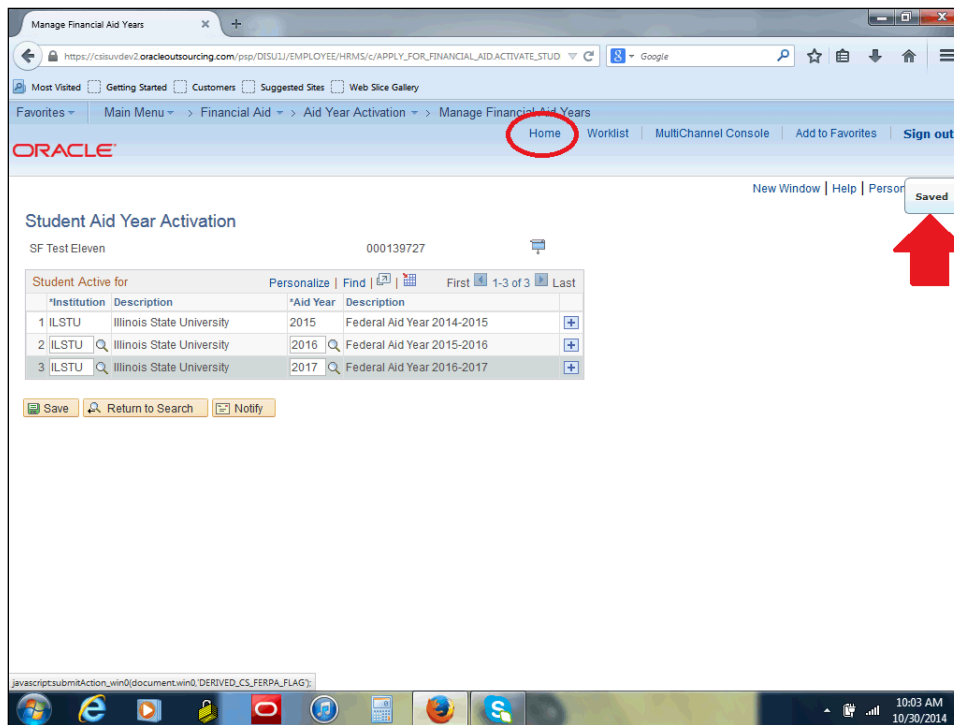 Manage Financial Aid Years
https://csisuvdev2.oracleoutsourcing.com/psp/DISU1J/EMPLOYEE/HRMS/c/APPLY_FOR_FINANCIAL_AID.ACTIVATE_STUD
Google
Most Visited Getting Started Customers Suggested Sites Web Slice Gallery
Favorites Main Menu > Financial Aid > Aid Year Activation > Manage Financial Aid Years
Home Worklist MultiChannel Console Add to Favorites Sign out
ORACLE
New Window | Help |
Saved
Student Aid Year Activation
SF Test Eleven 000139727
Student Active for Personalize | Find | First 1-3 of 3 Last
*Institution Description *Aid Year Description
1 ILSTU Illinois State University 2015 Federal Aid Year 2014-2015
2 ILSTU Illinois State University 2016 Federal Aid Year 2015-2016
3 ILSTU Illinois State University 2017 Federal Aid Year 2016-2017
Save Return to Search Notify
javascript:submitAction_win0(document.win0,'DERIVED_CS_FERPA_FLAG');
10:03 AM
10/30/2014